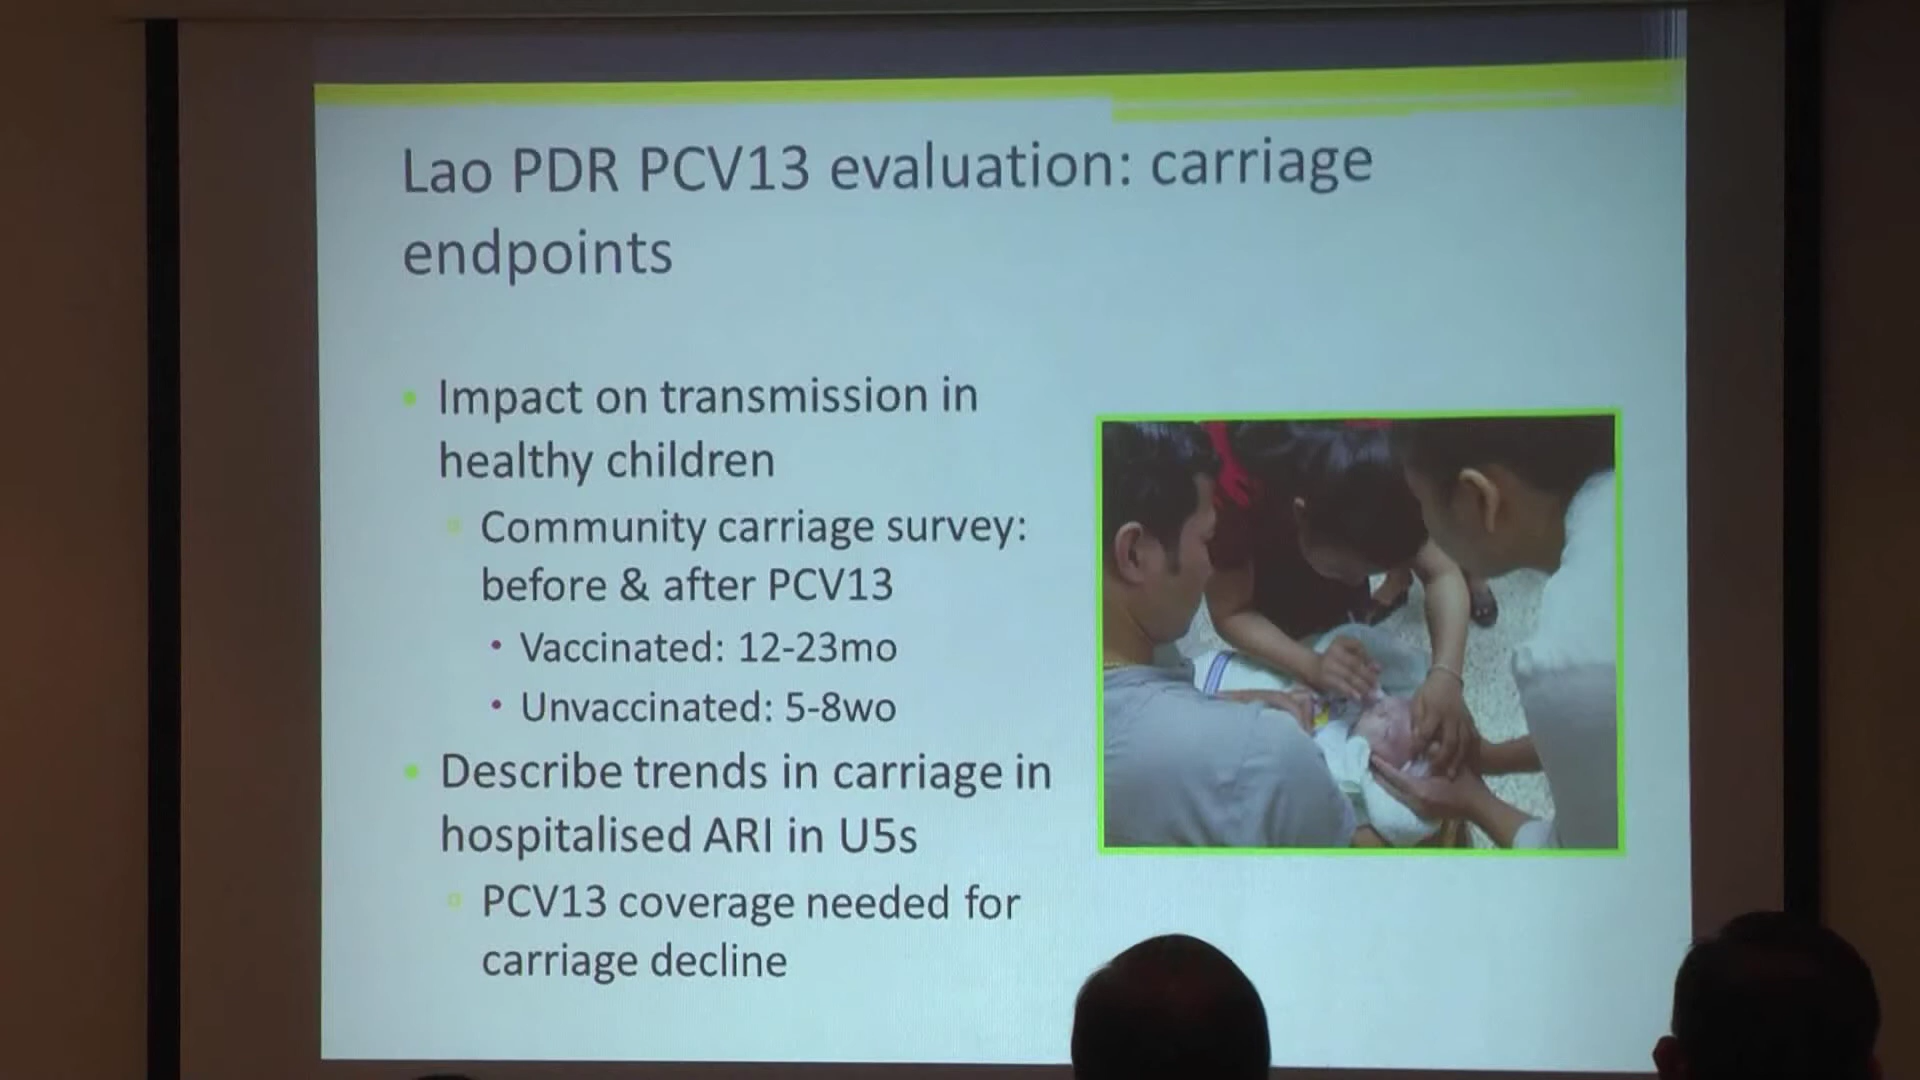 Lao PDR PCV13 evaluation: carriage
endpoints
Impact on transmission in
healthy children
Community carriage survey:
before & after PCV13
Vaccinated: 12-23mo
Unvaccinated: 5-8wo
Describe trends in carriage in
hospitalised ARI in U5s
PCV13 coverage needed for
carriage decline